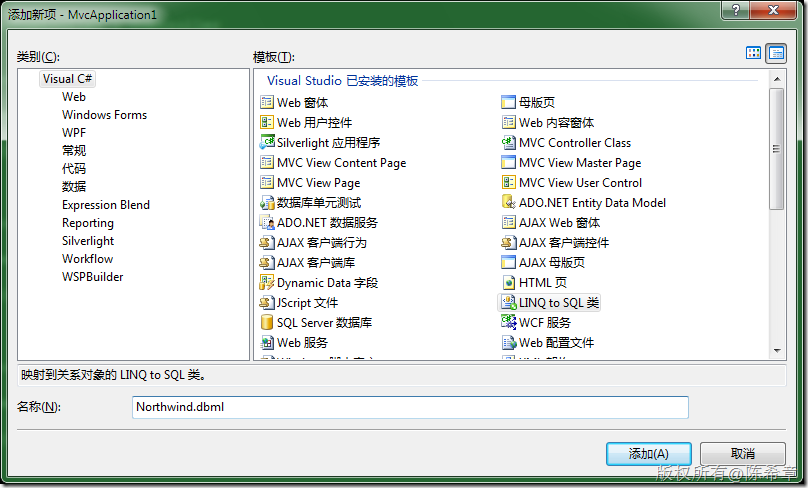 添加新项 - MvcApplication1
类别(C):
模板(T):
Visual C#
Web
Windows Forms
WPF
常规
代码
数据
Expression Blend
Reporting
Silverlight
Workflow
WSPBuilder
Visual Studio 已安装的模板
Web 窗体
母版页
Web 用户控件
Web 内容窗体
Silverlight 应用程序
MVC Controller Class
MVC View Content Page
MVC View Master Page
MVC View Page
MVC View User Control
数据库单元测试
ADO.NET Entity Data Model
ADO.NET 数据服务
AJAX Web 窗体
AJAX 客户端行为
AJAX 客户端控件
AJAX 客户端库
AJAX 母版页
Dynamic Data 字段
HTML 页
JScript 文件
LINQ to SQL 类
SQL Server 数据库
WCF 服务
Web 服务
Web 配置文件
映射到关系对象的 LINQ to SQL 类。
名称(N):
Northwind.dbml
添加(A)
取消
版权所有@陈希章